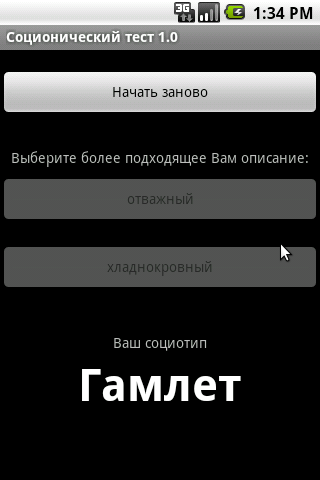 3G 1:34 PM
Соционический тест 1.0
Начать заново
Выберите более подходящее Вам описание:
отважный
хладнокровный
Ваш социотип
Гамлет